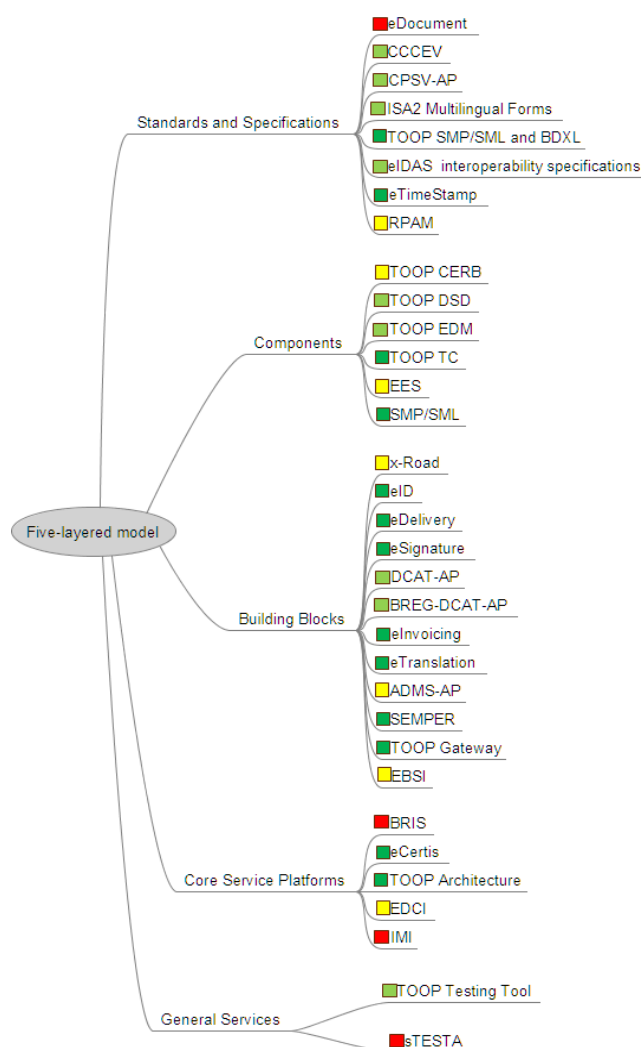 eDocument
CCCEV
CPSV-AP
ISA2 Multilingual Forms
Standards and Specifications
TOOP SMP/SML and BDXL
eIDAS interoperability specifications
eTimeStamp
RPAM
TOOP CERB
TOOP DSD
TOOP EDM
Components
TOOP TC
EES
SMP/SML
x-Road
eID
eDelivery
Five-layered model
eSignature
DCAT-AP
BREG-DCAT-AP
Building Blocks
eInvoicing
eTranslation
ADMS-AP
SEMPER
TOOP Gateway
EBSI
BRIS
eCertis
Core Service Platforms
TOOP Architecture
EDCI
IMI
TOOP Testing Tool
General Services
sTESTA